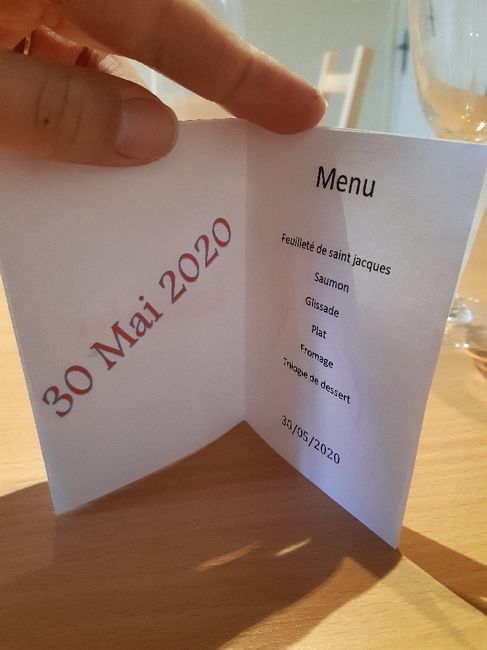 30 Mai 2020
Menu
Feuilleté de saint jacques
Saumon
Glissade
Plat
Fromage
Trilogie de dessert
30/05/2020